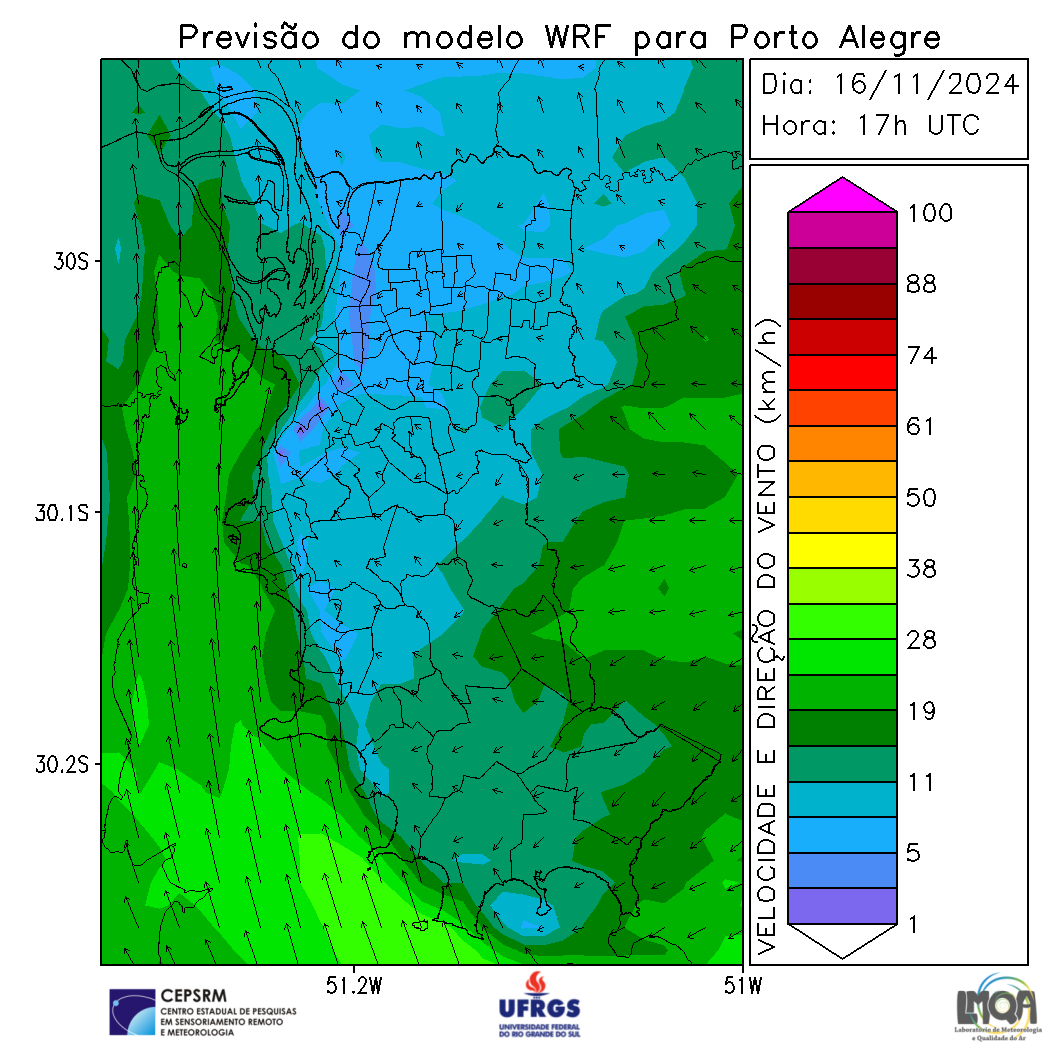 Previsão do modelo WRF para Porto Alegre
Dia: 16/11/2024
Hora: 17h UTC
30S
30.1S
30.2S
51.2W
51W
VELOCIDADE E DIREÇÃO DO VENTO (km/h)
100
88
74
61
50
38
28
19
11
5
1
CEPSRM
CENTRO ESTADUAL DE PESQUISAS
EM SENSORIAMENTO REMOTO
E METEOROLOGIA
UFRGS
UNIVERSIDADE FEDERAL
DO RIO GRANDE DO SUL
LMQA
Laboratório de Meteorologia
e Qualidade do Ar